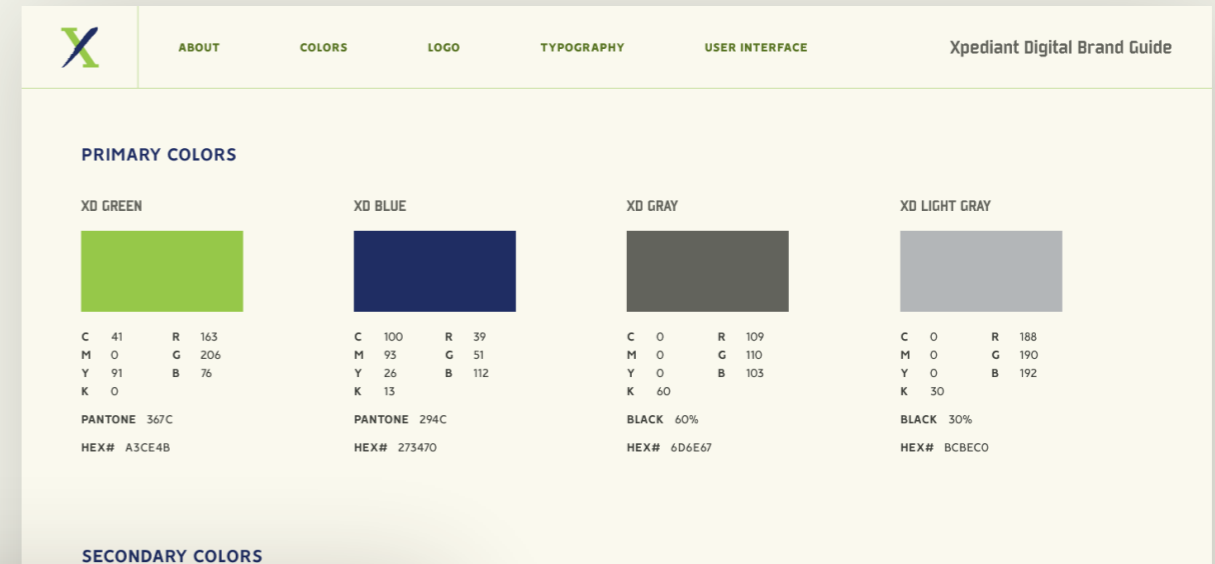 X
ABOUT COLORS LOGO TYPOGRAPHY USER INTERFACE Xpediant Digital Brand Guide
PRIMARY COLORS
XD GREEN XD BLUE XD GRAY XD LIGHT GRAY
C 41 R 163 C 100 R 39 C 0 R 109 C 0 R 188
M 0 G 206 M 93 G 51 M 0 G 110 M 0 G 190
Y 91 B 76 Y 26 B 112 Y 0 B 103 Y 0 B 192
K 0 K 13 K 60 K 30
PANTONE 367C PANTONE 294C BLACK 60% BLACK 30%
HEX# A3CE4B HEX# 273470 HEX# 6D6E67 HEX# BCBEC0
SECONDARY COLORS